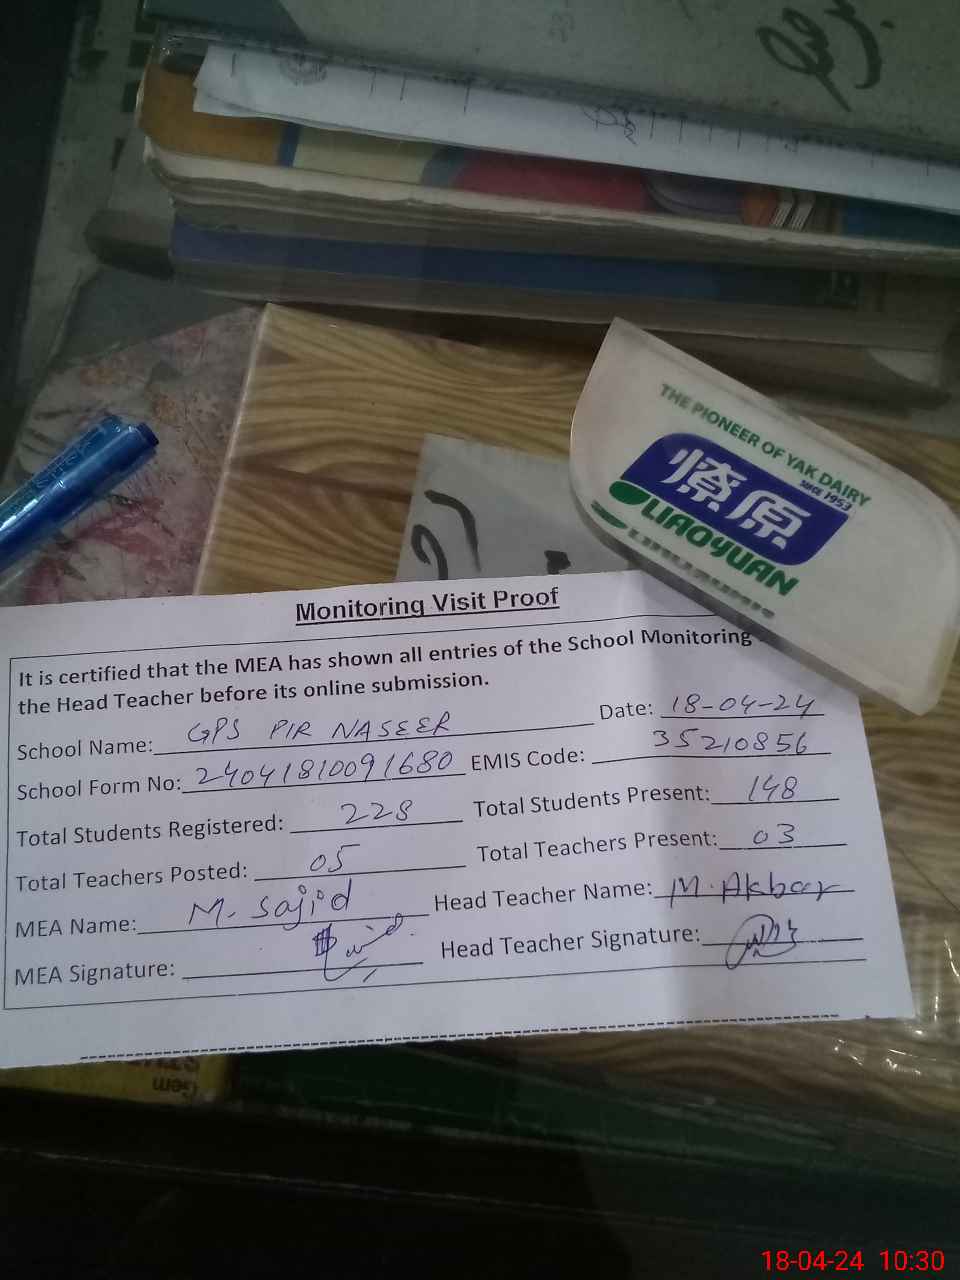 THE PIONEER OF YAK DAIRY
SINCE 1953
燎原
LIAOYUAN
Monitoring Visit Proof
It is certified that the MEA has shown all entries of the School Monitoring
the Head Teacher before its online submission.
School Name: GPS PIR NASEER Date: 18-04-24
School Form No: 24041810091680 EMIS Code: 35210856
Total Students Registered: 228 Total Students Present: 148
Total Teachers Posted: 05 Total Teachers Present: 03
MEA Name: M. Sajid Head Teacher Name: M. Akbar
MEA Signature: Head Teacher Signature:
18-04-24 10:30